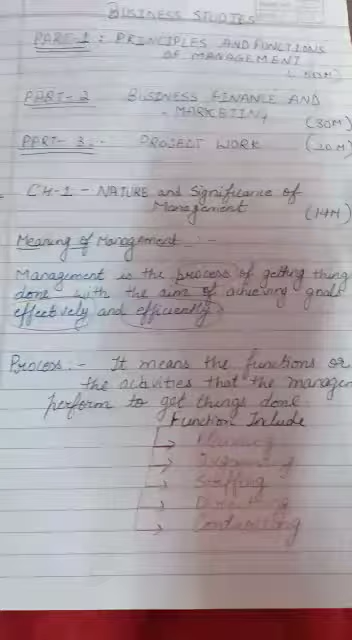 BUSINESS STUDIES
PART-1 : PRINCIPLES AND FUNCTIONS
OF MANAGEMENT
PART-2 BUSINESS FINANCE AND
MARKETING
(30M)
PART-3 :- PROJECT WORK (20M)
CH-1 - NATURE and Significance of
Management (14M)
Meaning of Management :-
Management is the process of getting thing
done with the aim of achieving goals
effectively and efficiently
Process :- It means the functions or
the activities that the manager
perform to get things done.
Function Include
→ Planning
→
→ Staffing
→ Directing
→ Controlling